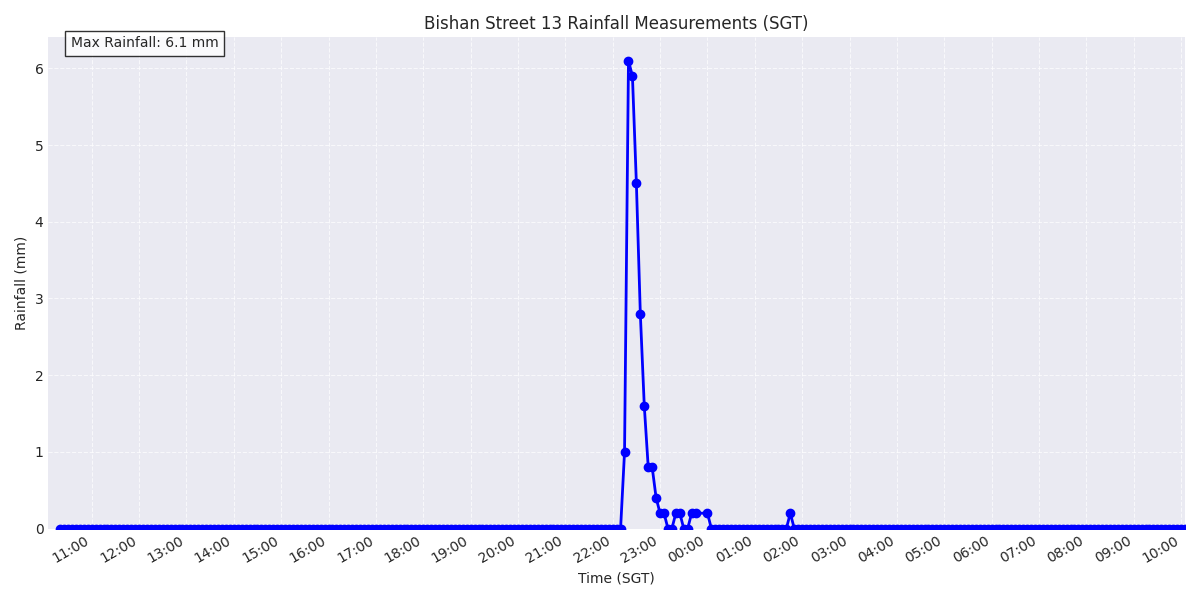 Bishan Street 13 Rainfall Measurements (SGT)
Max Rainfall: 6.1 mm
Rainfall (mm)
6
5
4
3
2
1
0
11:00 12:00 13:00 14:00 15:00 16:00 17:00 18:00 19:00 20:00 21:00 22:00 23:00 00:00 01:00 02:00 03:00 04:00 05:00 06:00 07:00 08:00 09:00 10:00
Time (SGT)